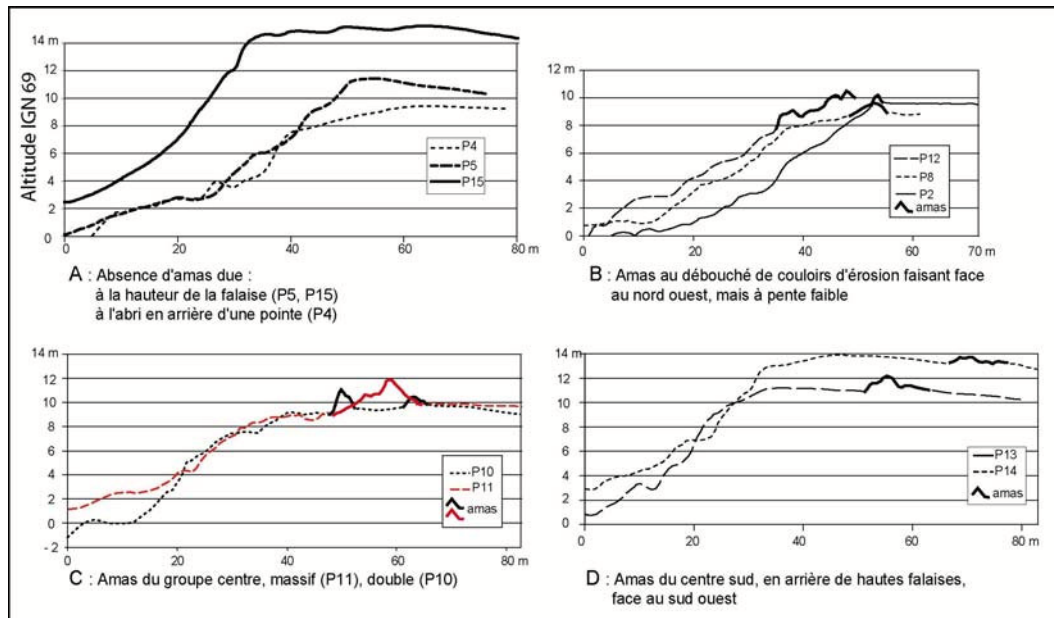 Altitude IGN 69
14 m
12
10
8
6
4
2
0
0 20 40 60 80 m
P4
P5
P15
A : Absence d'amas due :
à la hauteur de la falaise (P5, P15)
à l'abri en arrière d'une pointe (P4)
12 m
10
8
6
4
2
0
0 20 40 60 70 m
P12
P8
P2
amas
B : Amas au débouché de couloirs d'érosion faisant face
au nord ouest, mais à pente faible
14 m
12
10
8
6
4
2
0
- 2
0 20 40 60 80 m
P10
P11
amas
C : Amas du groupe centre, massif (P11), double (P10)
14 m
12
10
8
6
4
2
0
0 20 40 60 80 m
P13
P14
amas
D : Amas du centre sud, en arrière de hautes falaises,
face au sud ouest